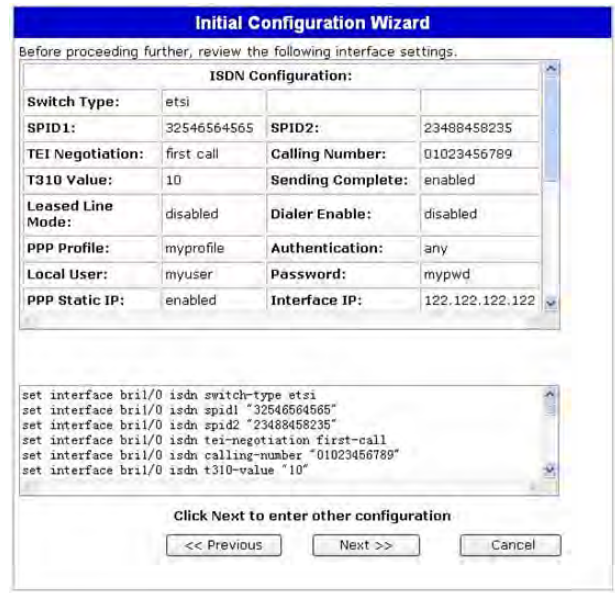 Initial Configuration Wizard
Before proceeding further, review the following interface settings.
ISDN Configuration:
Switch Type: etsi
SPID1: 32546564565 SPID2: 23488458235
TEI Negotiation: first call Calling Number: 01023456789
T310 Value: 10 Sending Complete: enabled
Leased Line
Mode: disabled Dialer Enable: disabled
PPP Profile: myprofile Authentication: any
Local User: myuser Password: mypwd
PPP Static IP: enabled Interface IP: 122.122.122.122
set interface bri1/0 isdn switch-type etsi
set interface bri1/0 isdn spid1 "32546564565"
set interface bri1/0 isdn spid2 "23488458235"
set interface bri1/0 isdn tei-negotiation first-call
set interface bri1/0 isdn calling-number "01023456789"
set interface bri1/0 isdn t310-value "10"
Click Next to enter other configuration
<< Previous Next >> Cancel